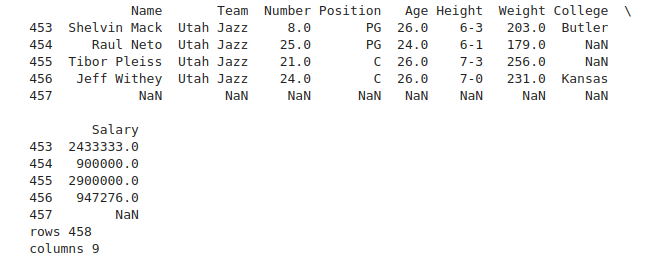 Name       Team  Number Position   Age Height  Weight College  \
453  Shelvin Mack  Utah Jazz     8.0       PG  26.0    6-3   203.0  Butler
454     Raul Neto  Utah Jazz    25.0       PG  24.0    6-1   179.0     NaN
455  Tibor Pleiss  Utah Jazz    21.0        C  26.0    7-3   256.0     NaN
456   Jeff Withey  Utah Jazz    24.0        C  26.0    7-0   231.0  Kansas
457           NaN        NaN     NaN      NaN   NaN    NaN     NaN     NaN
        Salary
453  2433333.0
454   900000.0
455  2900000.0
456   947276.0
457        NaN
rows 458
columns 9